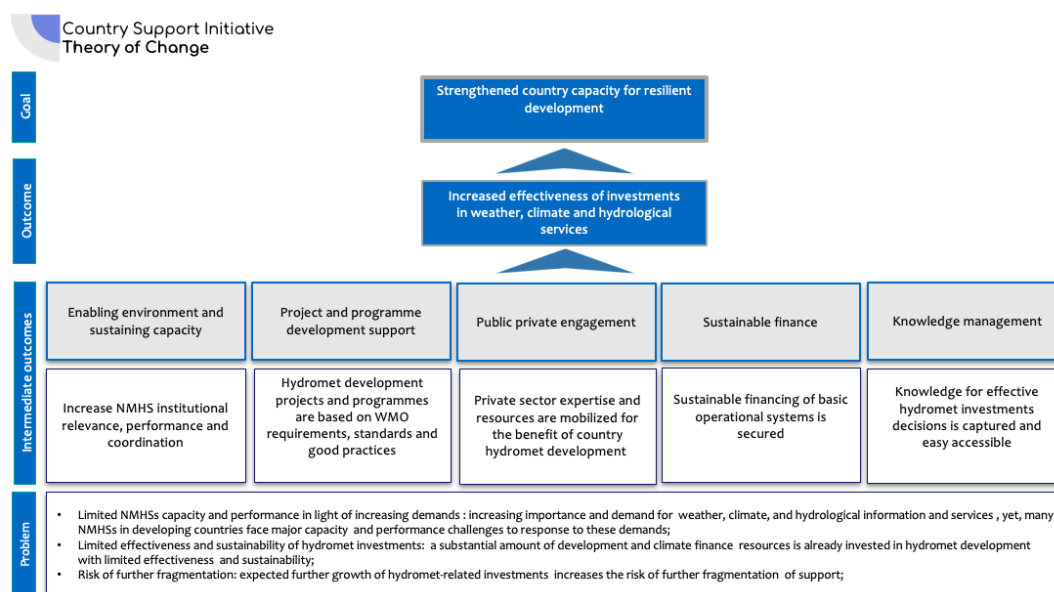 Country Support Initiative
Theory of Change
Goal
Strengthened country capacity for resilient
development
Outcome
Increased effectiveness of investments
in weather, climate and hydrological
services
Intermediate outcomes
Enabling environment and
sustaining capacity
Project and programme
development support
Public private engagement
Sustainable finance
Knowledge management
Increase NMHS institutional
relevance, performance and
coordination
Hydromet development
projects and programmes
are based on WMO
requirements, standards and
good practices
Private sector expertise and
resources are mobilized for
the benefit of country
hydromet development
Sustainable financing of basic
operational systems is
secured
Knowledge for effective
hydromet investments
decisions is captured and
easy accessible
Problem
• Limited NMHSs capacity and performance in light of increasing demands : increasing importance and demand for weather, climate, and hydrological information and services , yet, many
NMHSs in developing countries face major capacity and performance challenges to response to these demands;
• Limited effectiveness and sustainability of hydromet investments: a substantial amount of development and climate finance resources is already invested in hydromet development
with limited effectiveness and sustainability;
• Risk of further fragmentation: expected further growth of hydromet-related investments increases the risk of further fragmentation of support;